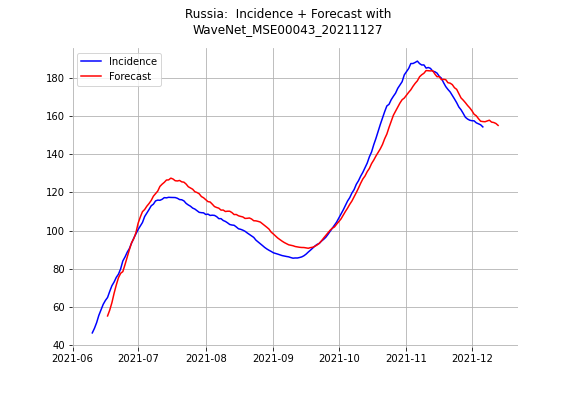 Russia:  Incidence + Forecast with
WaveNet_MSE00043_20211127
Incidence
Forecast
180
160
140
120
100
80
60
40
2021-06 2021-07 2021-08 2021-09 2021-10 2021-11 2021-12